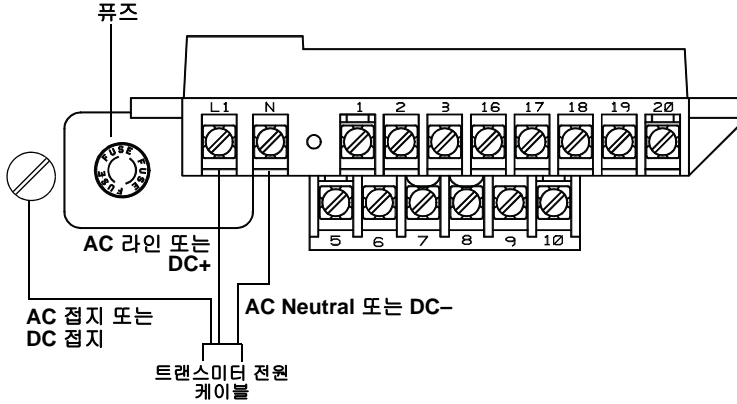 퓨즈
L1 N 1 2 3 16 17 18 19 20
FUSE FUSE FUSE FUSE
5 6 7 8 9 10
AC 라인 또는
DC+
AC Neutral 또는 DC–
AC 접지 또는
DC 접지
트랜스미터 전원
케이블